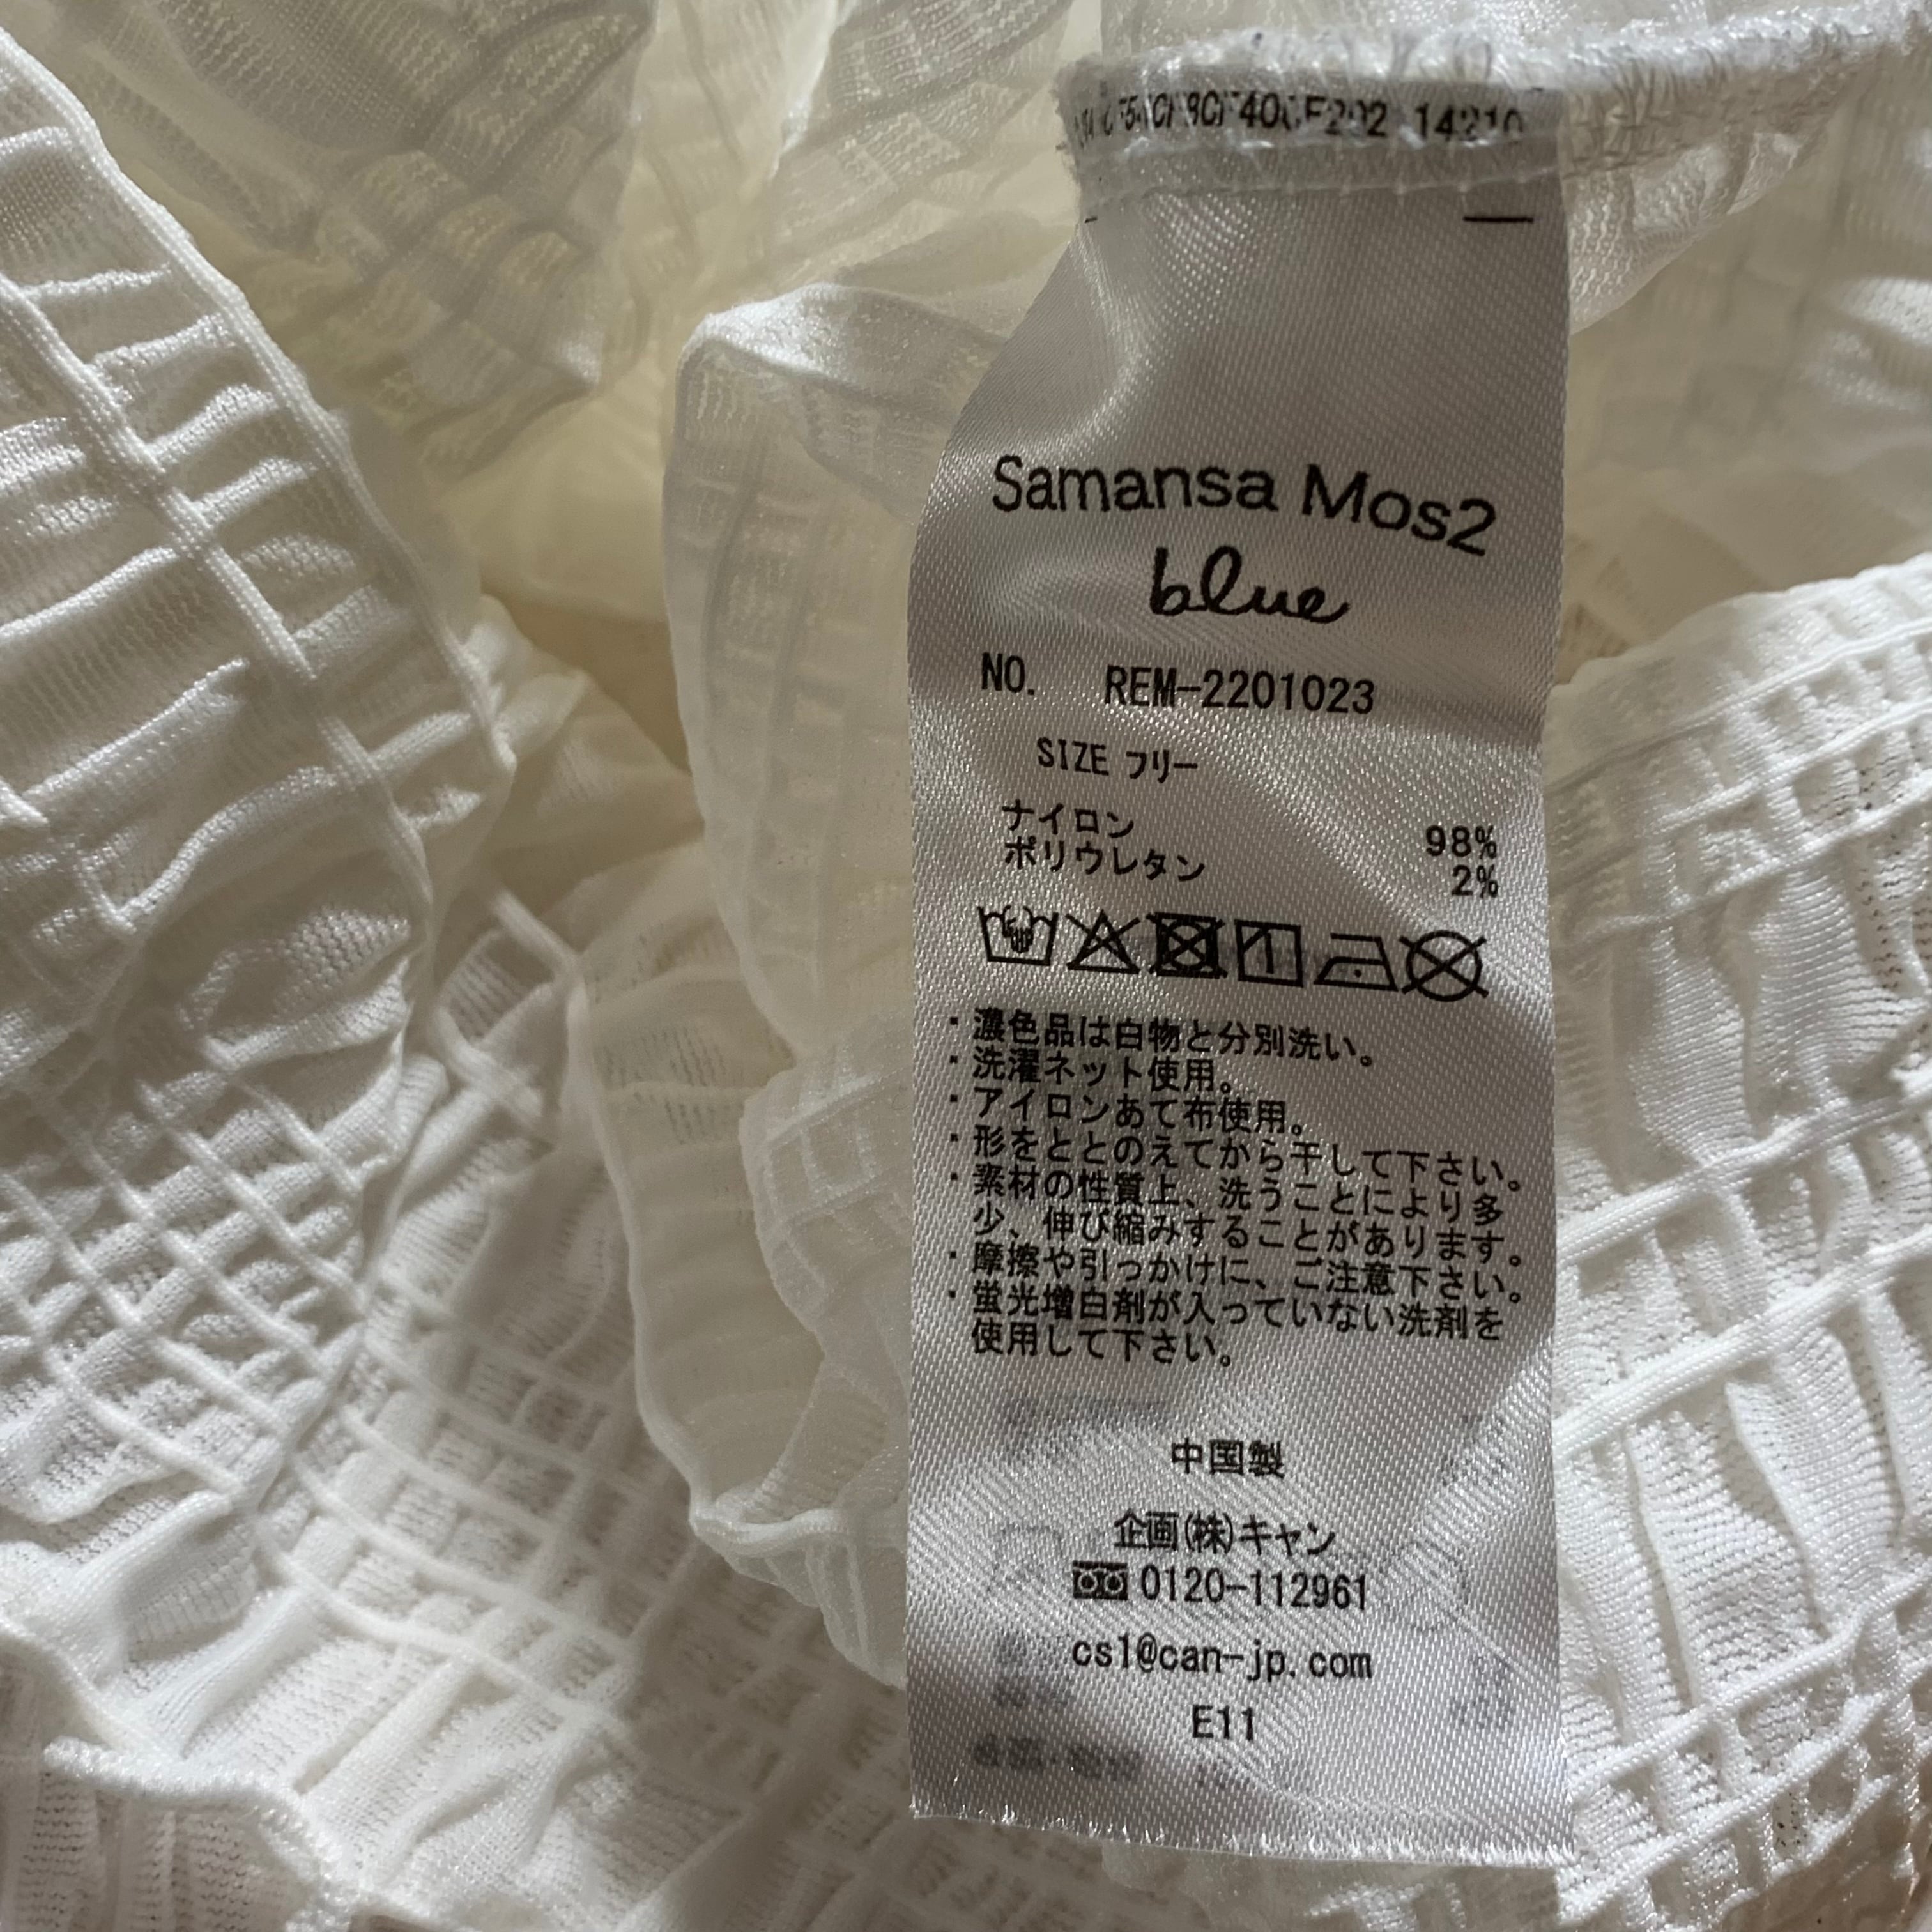 14210
Samansa Mos2
blue
NO. REM-2201023
SIZE フリー
ナイロン 98%
ポリウレタン 2%
・濃色品は白物と分別洗い。
・洗濯ネット使用。
・アイロンあて布使用。
・形をととのえてから干して下さい。
・素材の性質上、洗うことにより多
少、伸び縮みすることがあります。
・摩擦や引っかけに、ご注意下さい。
・蛍光増白剤が入っていない洗剤を
使用して下さい。
中国製
企画(株)キャン
0120-112961
cs1@can-jp.com
E11